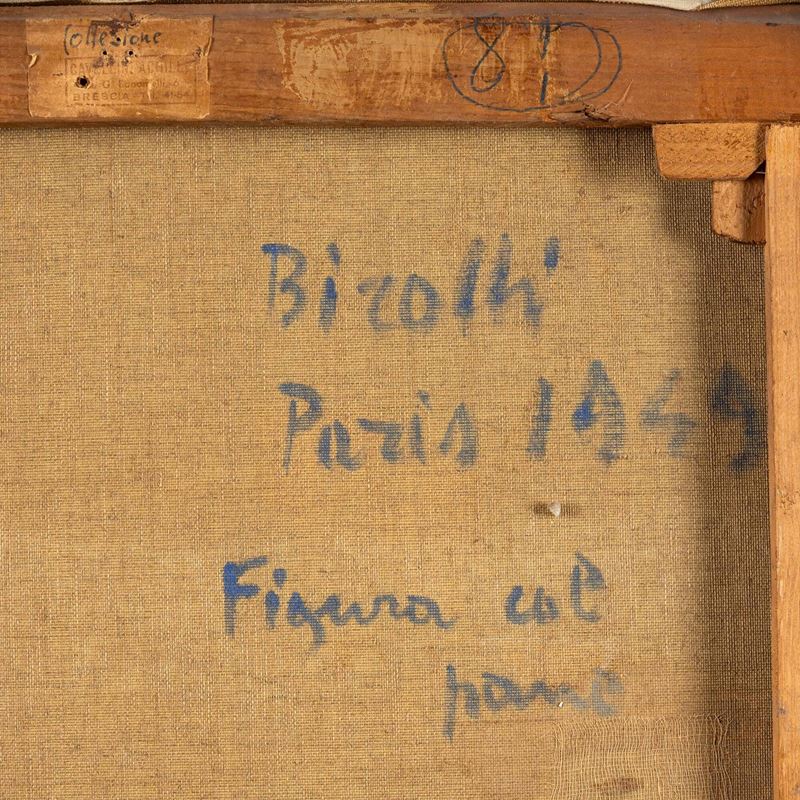 Collezione
BRESCIA
81
Birolli
Paris 1949
Figura col
pane